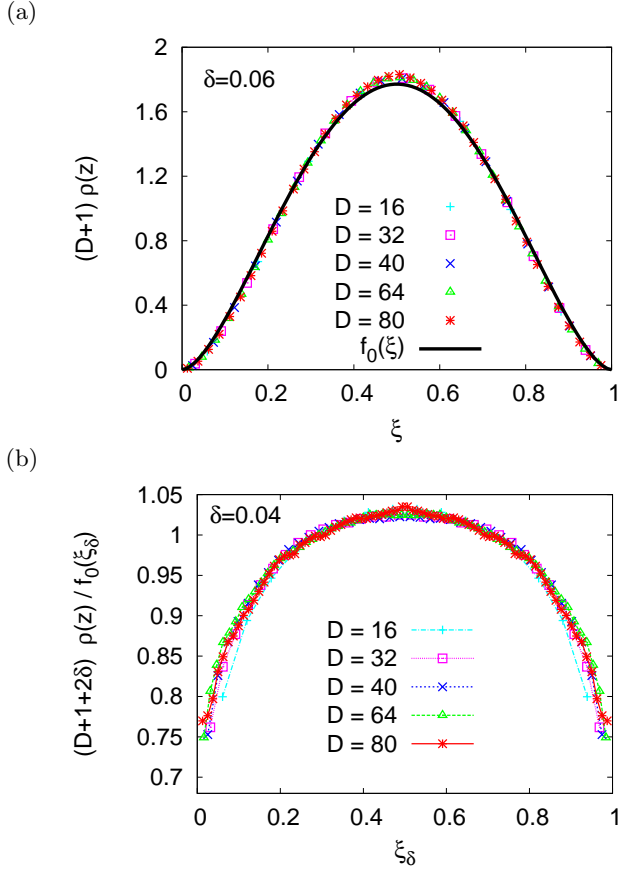 (a)
δ=0.06
2
1.6
1.2
0.8
0.4
0
(D+1) ρ(z)
D = 16
D = 32
D = 40
D = 64
D = 80
f₀(ξ)
0 0.2 0.4 0.6 0.8 1
ξ
(b)
δ=0.04
1.05
1
0.95
0.9
0.85
0.8
0.75
0.7
(D+1+2δ) ρ(z) / f₀(ξ_δ)
D = 16
D = 32
D = 40
D = 64
D = 80
0 0.2 0.4 0.6 0.8 1
ξ_δ